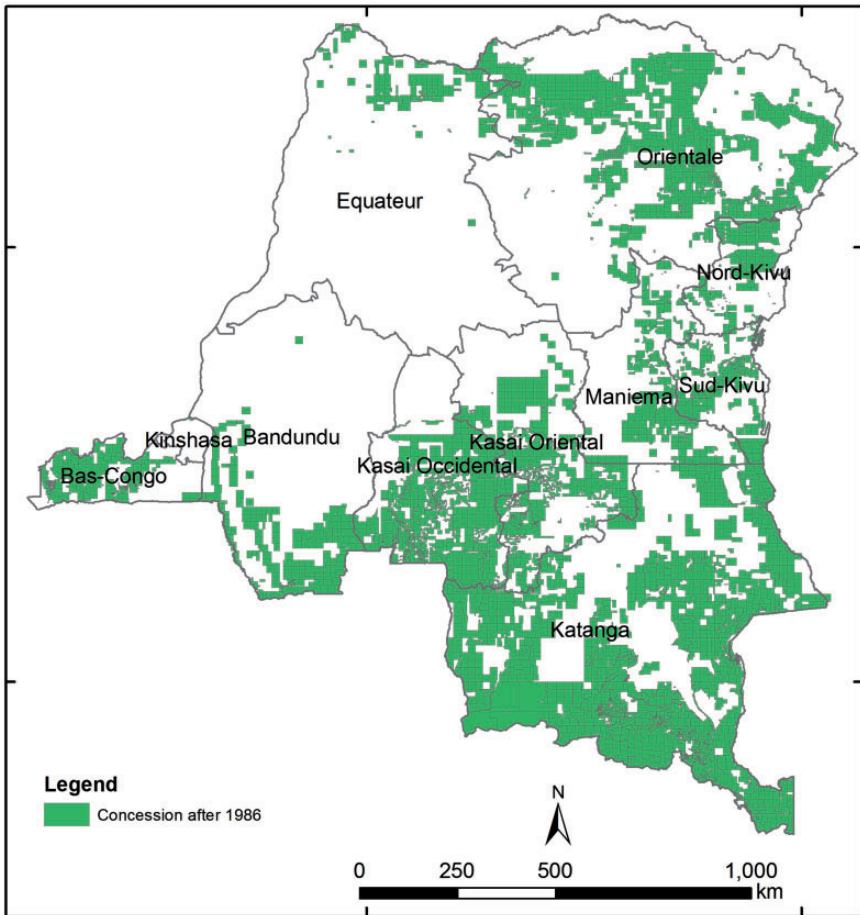 Orientale
Equateur
Nord-Kivu
Maniema
Sud-Kivu
Kinshasa
Bandundu
Kasai Oriental
Kasai Occidental
Bas-Congo
Katanga
Legend
Concession after 1986
N
0 250 500 1,000
km